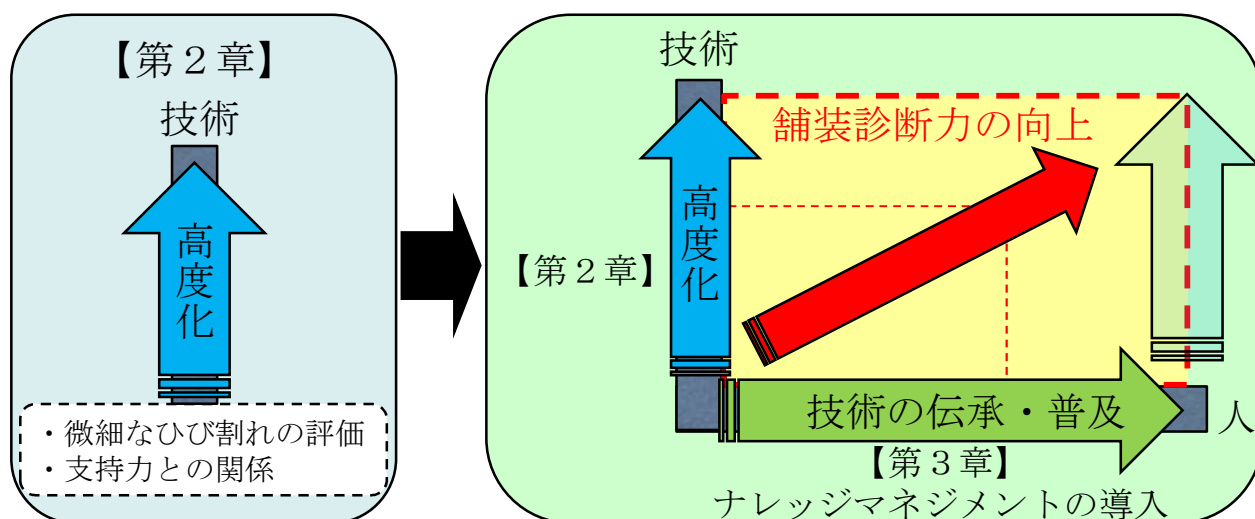 【第２章】
技術
高度化
・微細なひび割れの評価
・支持力との関係
技術
舗装診断力の向上
高度化
【第２章】
技術の伝承・普及
人
【第３章】
ナレッジマネジメントの導入